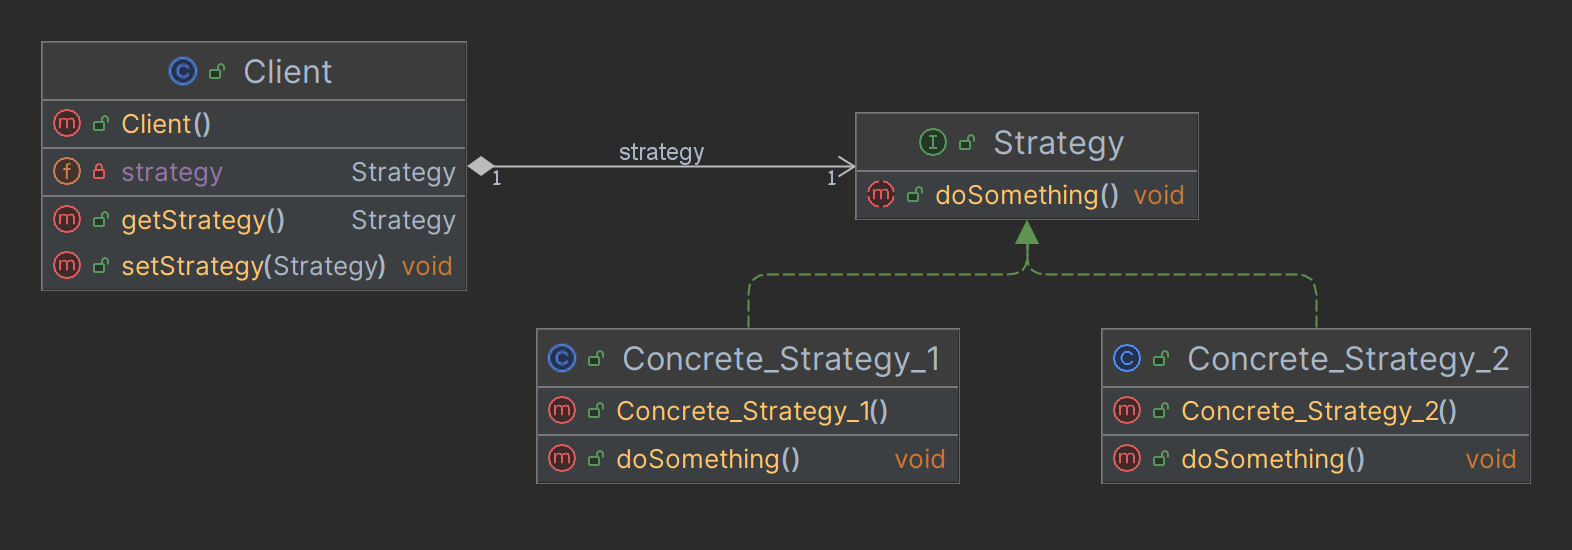 Client
Client()
strategy Strategy
getStrategy() Strategy
setStrategy(Strategy) void
strategy
1 1
Strategy
doSomething() void
Concrete_Strategy_1
Concrete_Strategy_1()
doSomething() void
Concrete_Strategy_2
Concrete_Strategy_2()
doSomething() void